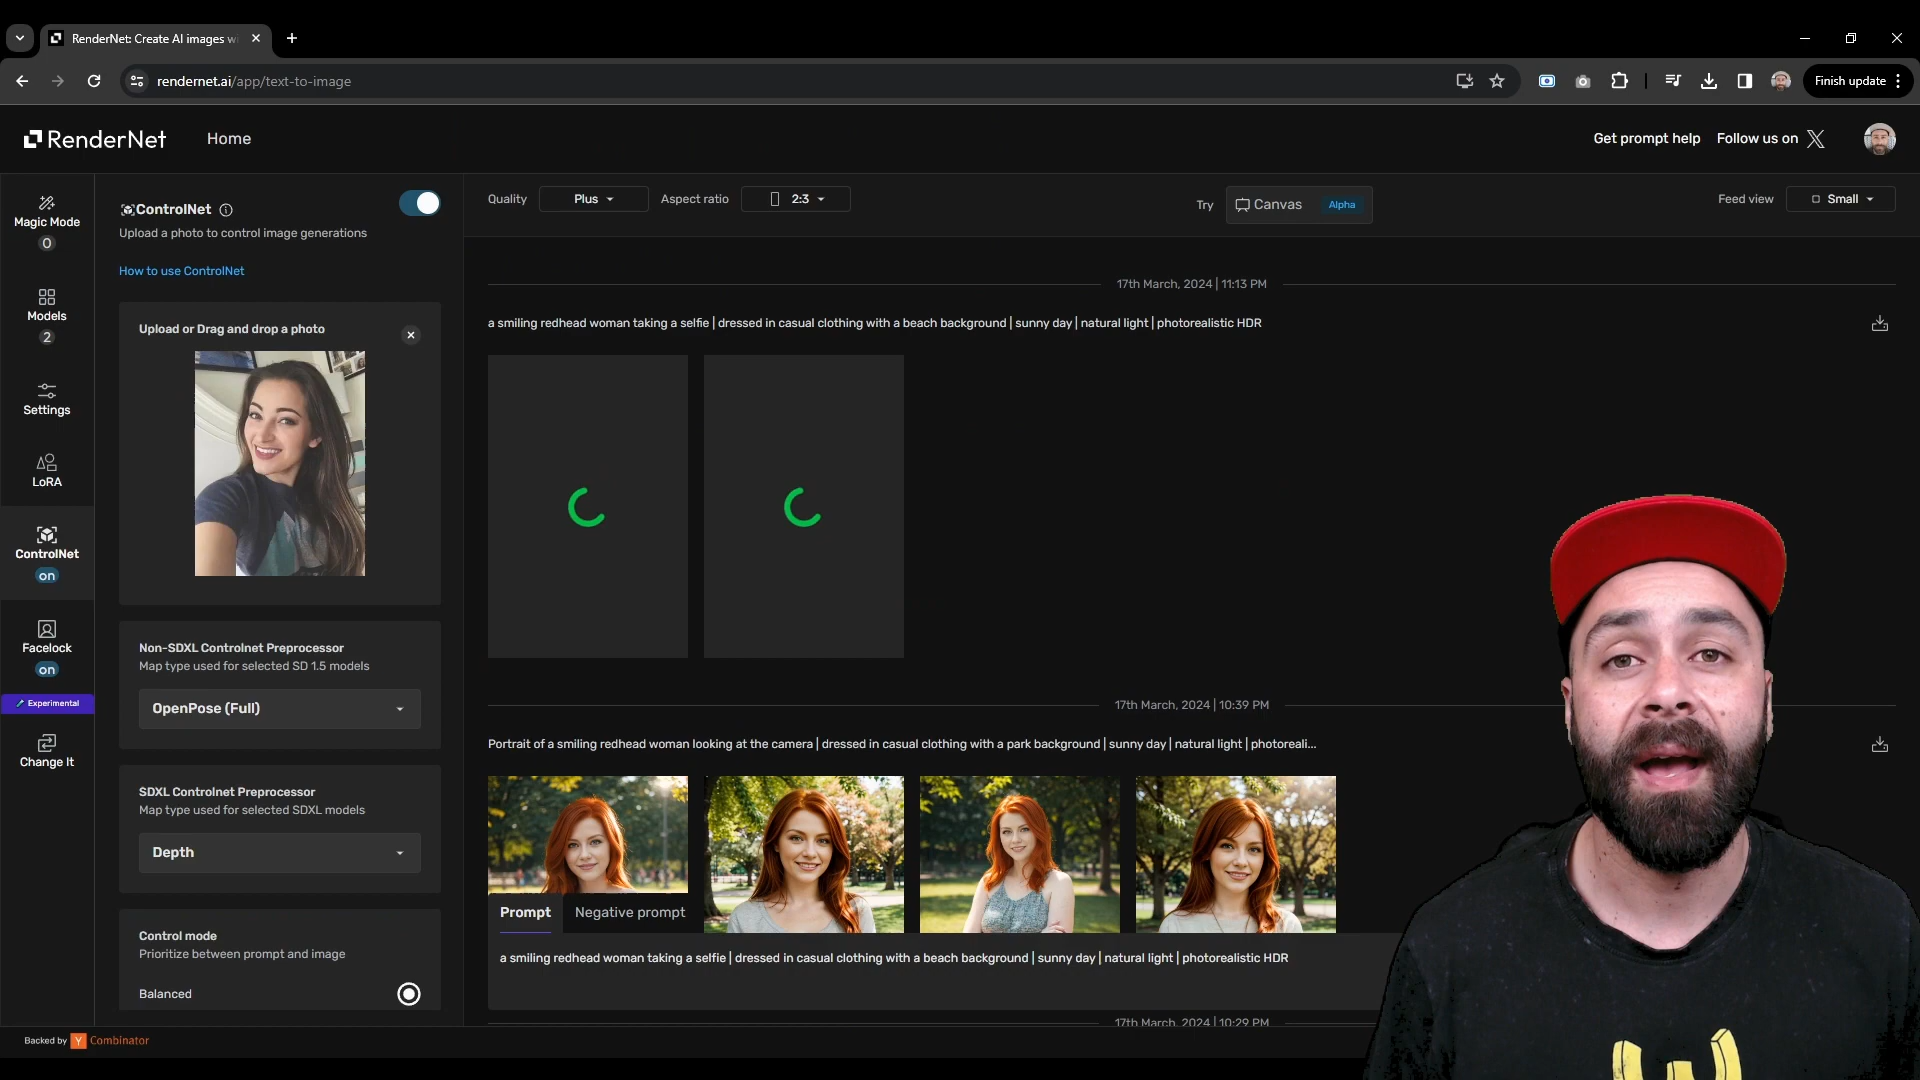 RenderNet: Create AI images w
rendernet.ai/app/text-to-image
Finish update
RenderNet
Home
Get prompt help
Follow us on X
Magic Mode
0
Models
2
Settings
LoRA
ControlNet
on
Facelock
on
Experimental
Change It
ControlNet
Upload a photo to control image generations
How to use ControlNet
Upload or Drag and drop a photo
Non-SDXL Controlnet Preprocessor
Map type used for selected SD 1.5 models
OpenPose (Full)
SDXL Controlnet Preprocessor
Map type used for selected SDXL models
Depth
Control mode
Prioritize between prompt and image
Balanced
Quality
Plus
Aspect ratio
2:3
Try
Canvas
Alpha
Feed view
Small
17th March, 2024 | 11:13 PM
a smiling redhead woman taking a selfie | dressed in casual clothing with a beach background | sunny day | natural light | photorealistic HDR
17th March, 2024 | 10:39 PM
Portrait of a smiling redhead woman looking at the camera | dressed in casual clothing with a park background | sunny day | natural light | photoreali...
Prompt
Negative prompt
a smiling redhead woman taking a selfie | dressed in casual clothing with a beach background | sunny day | natural light | photorealistic HDR
17th March, 2024 | 10:29 PM
Backed by Y Combinator